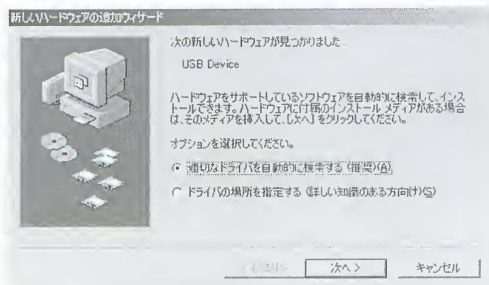 新しいハードウェアの追加ウィザード
次の新しいハードウェアが見つかりました
USB Device
ハードウェアをサポートしているソフトウェアを自動的に検索して、インス
トールできます。ハードウェアに付属のインストール メディアがある場合
は、そのメディアを挿入して、[次へ] をクリックしてください。
オプションを選択してください。
適切なドライバを自動的に検索する (推奨)(A)
ドライバの場所を指定する (詳しい知識のある方向け)(S)
次へ >
キャンセル